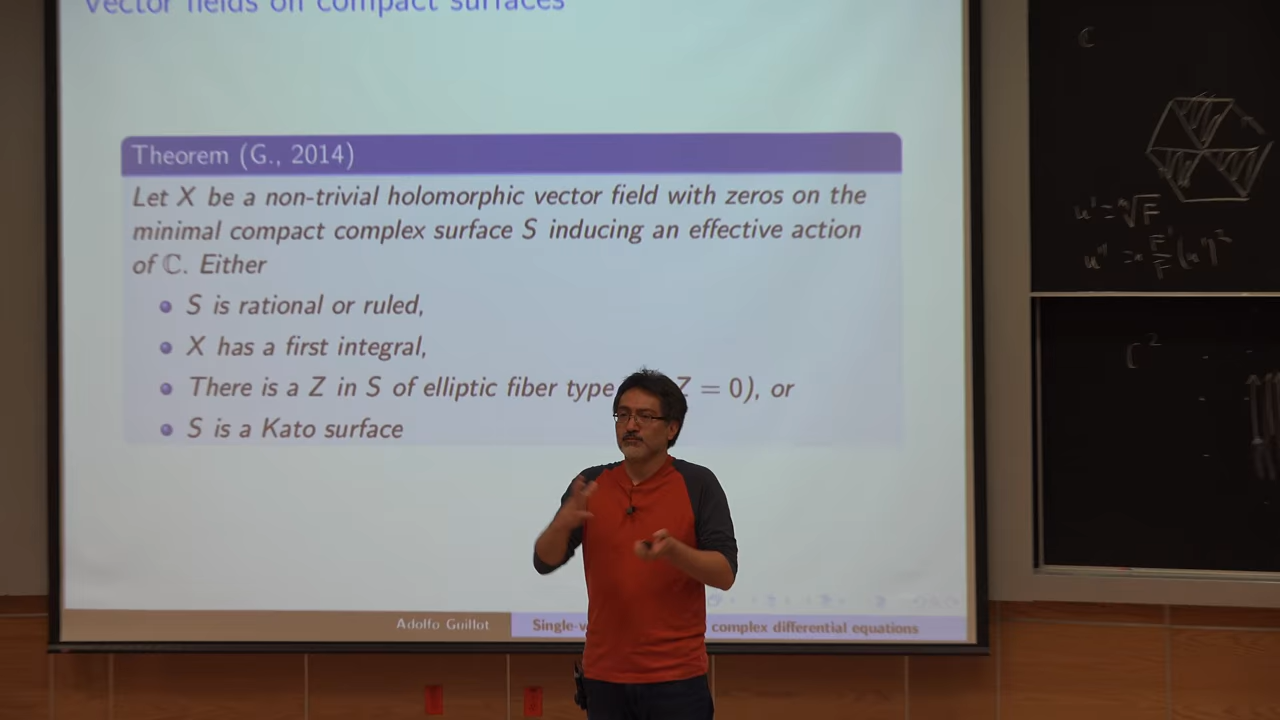 vector fields on compact surfaces
Theorem (G., 2014)
Let X be a non-trivial holomorphic vector field with zeros on the
minimal compact complex surface S inducing an effective action
of ℂ. Either
S is rational or ruled,
X has a first integral,
There is a Z in S of elliptic fiber type Z = 0), or
S is a Kato surface
Adolfo Guillot
Single-v complex differential equations
ℂ
ℂ²